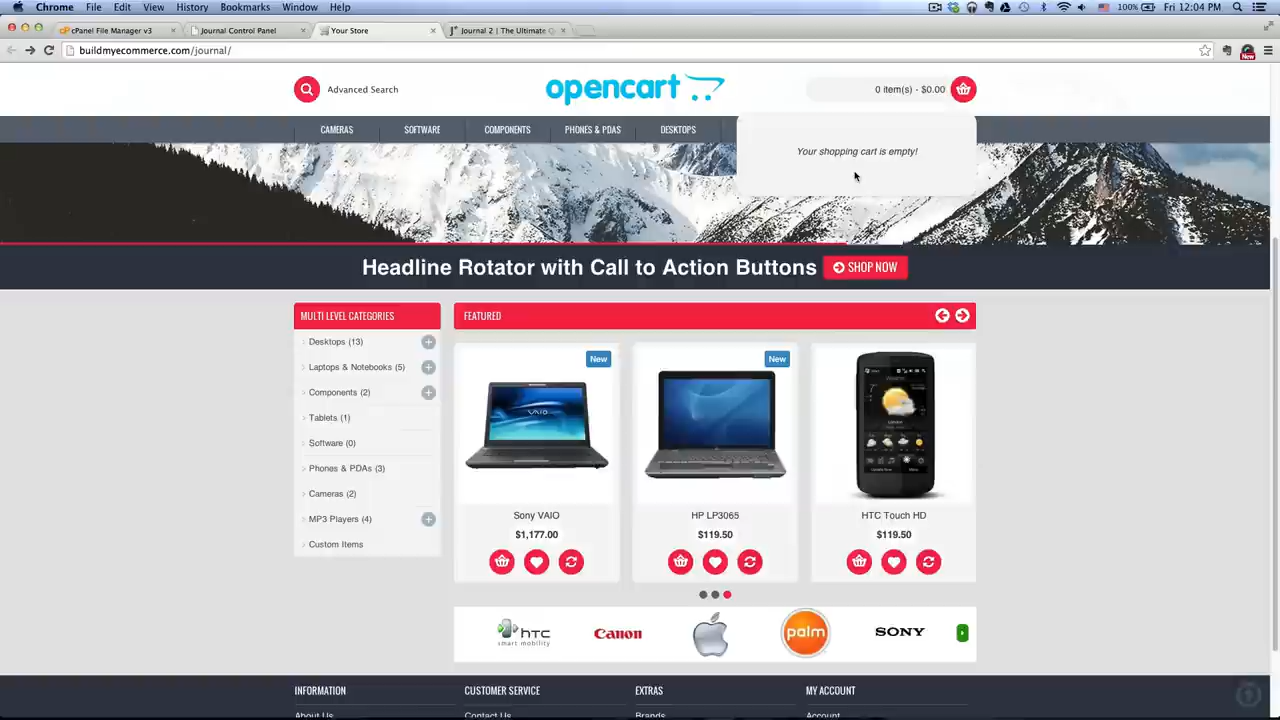 Chrome File Edit View History Bookmarks Window Help 100% Fri 12:04 PM
cPanel File Manager v3 Journal Control Panel Your Store Journal 2 | The Ultimate
buildmyecommerce.com/journal/ New
Advanced Search
opencart
0 item(s) - $0.00
CAMERAS SOFTWARE COMPONENTS PHONES & PDAS DESKTOPS
Your shopping cart is empty!
Headline Rotator with Call to Action Buttons SHOP NOW
MULTI LEVEL CATEGORIES
Desktops (13)
Laptops & Notebooks (5)
Components (2)
Tablets (1)
Software (0)
Phones & PDAs (3)
Cameras (2)
MP3 Players (4)
Custom Items
FEATURED
New
VAIO
Sony VAIO
$1,177.00
New
HP LP3065
$119.50
HTC Touch HD
$119.50
htc
smart mobility
Canon
palm
SONY
INFORMATION CUSTOMER SERVICE EXTRAS MY ACCOUNT
About Us Contact Us Brands Account